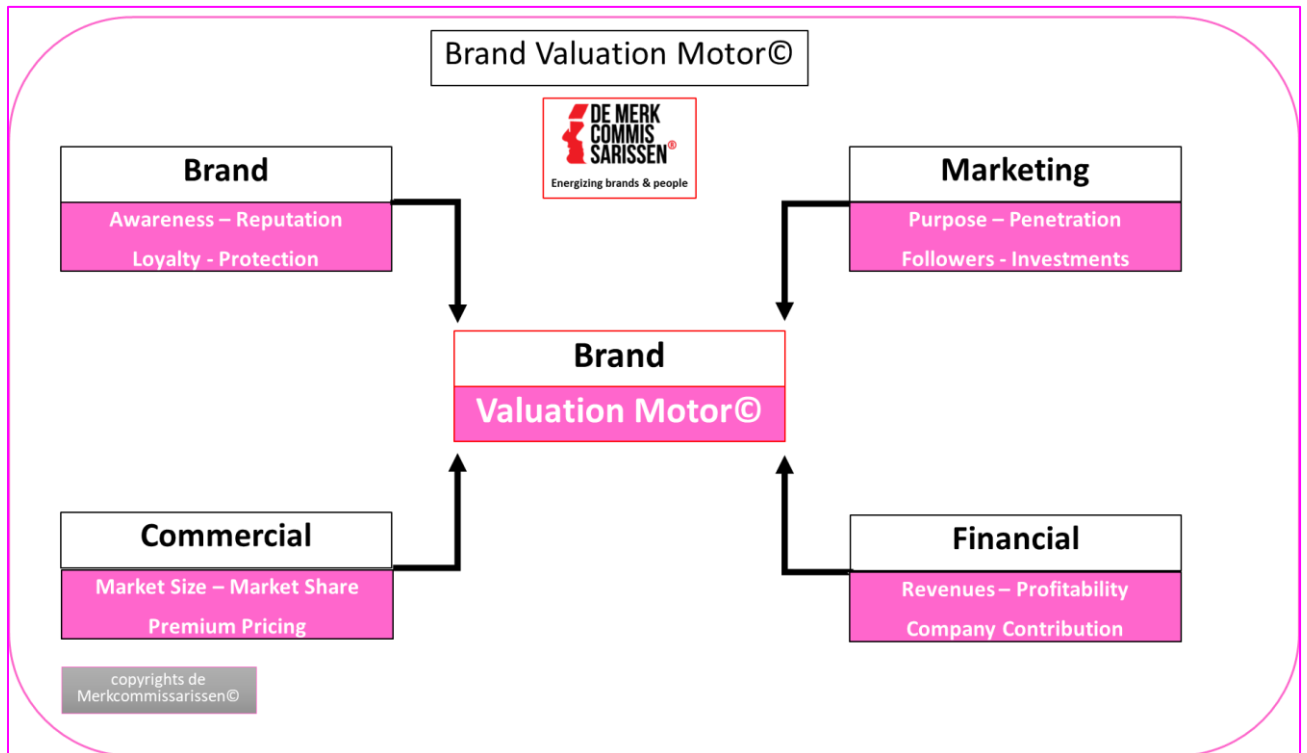 Brand Valuation Motor©
DE MERK
COMMIS
SARISSEN®
Energizing brands & people
Brand
Awareness – Reputation
Loyalty - Protection
Marketing
Purpose – Penetration
Followers - Investments
Brand
Valuation Motor©
Commercial
Market Size – Market Share
Premium Pricing
Financial
Revenues – Profitability
Company Contribution
copyrights de
Merkcommissarissen©